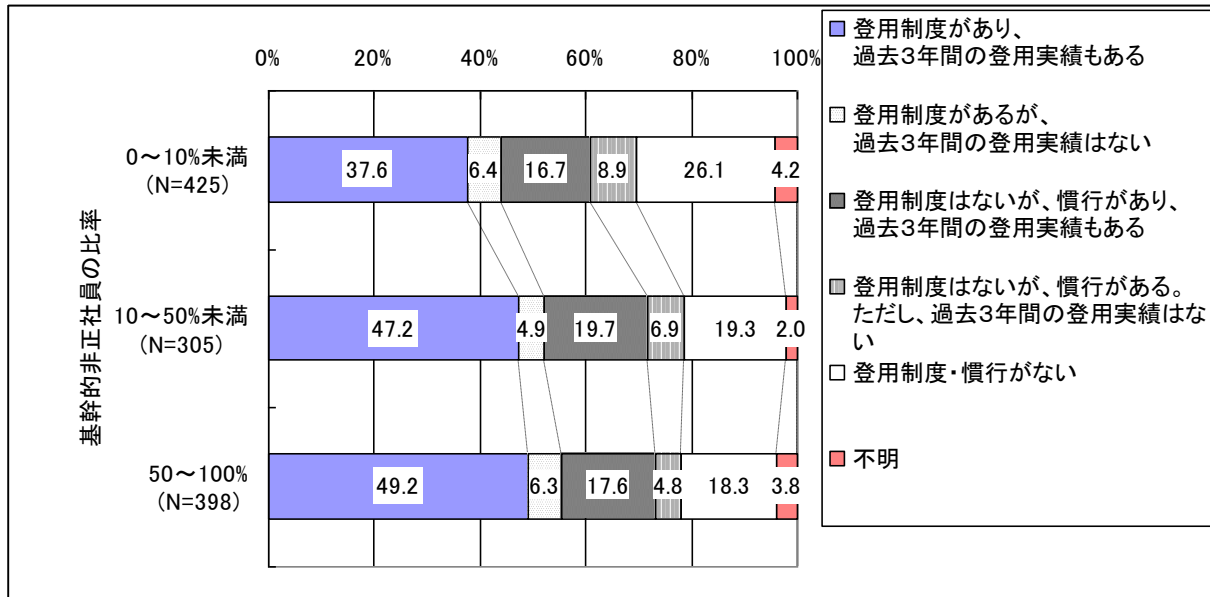 0% 20% 40% 60% 80% 100%
0～10%未満
(N=425)
37.6 6.4 16.7 8.9 26.1 4.2
10～50%未満
(N=305)
47.2 4.9 19.7 6.9 19.3 2.0
50～100%
(N=398)
49.2 6.3 17.6 4.8 18.3 3.8
基幹的非正社員の比率
登用制度があり、
過去３年間の登用実績もある
登用制度があるが、
過去３年間の登用実績はない
登用制度はないが、慣行があり、
過去３年間の登用実績もある
登用制度はないが、慣行がある。
ただし、過去３年間の登用実績はな
い
登用制度・慣行がない
不明